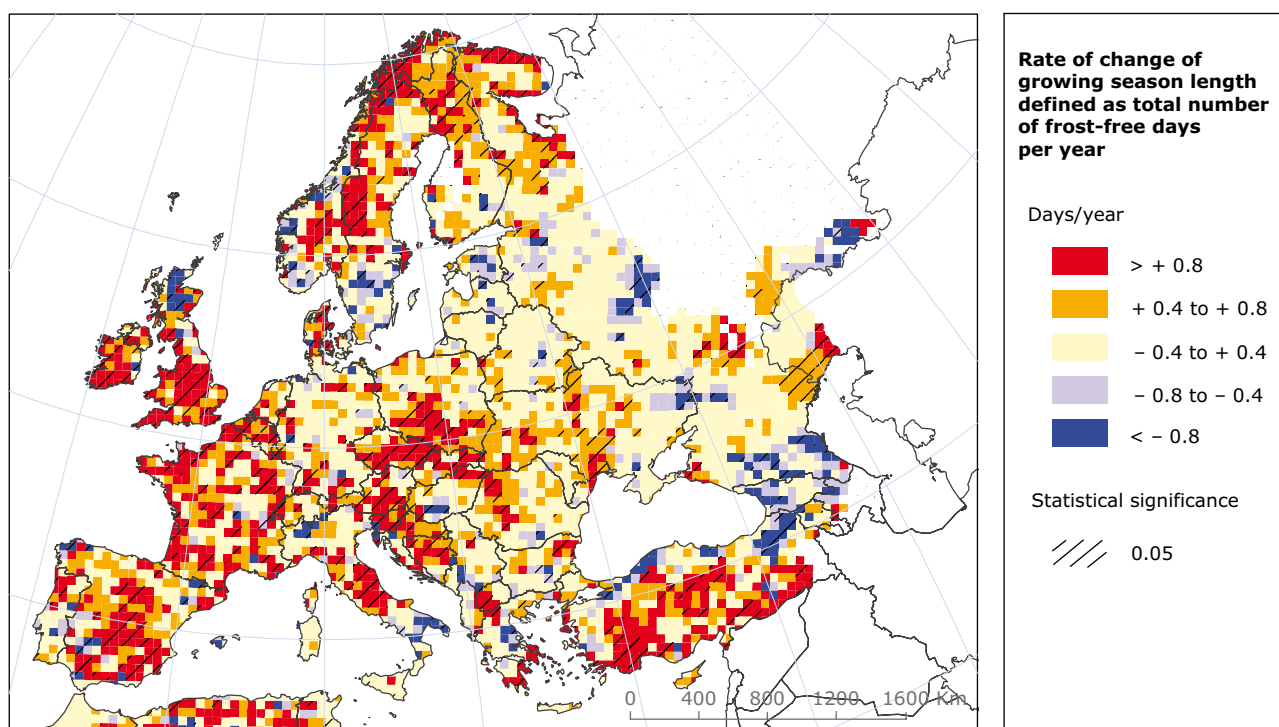 Rate of change of
growing season length
defined as total number
of frost-free days
per year
Days/year
> + 0.8
+ 0.4 to + 0.8
– 0.4 to + 0.4
– 0.8 to – 0.4
< – 0.8
Statistical significance
0.05
0 400 800 1200 1600 Km